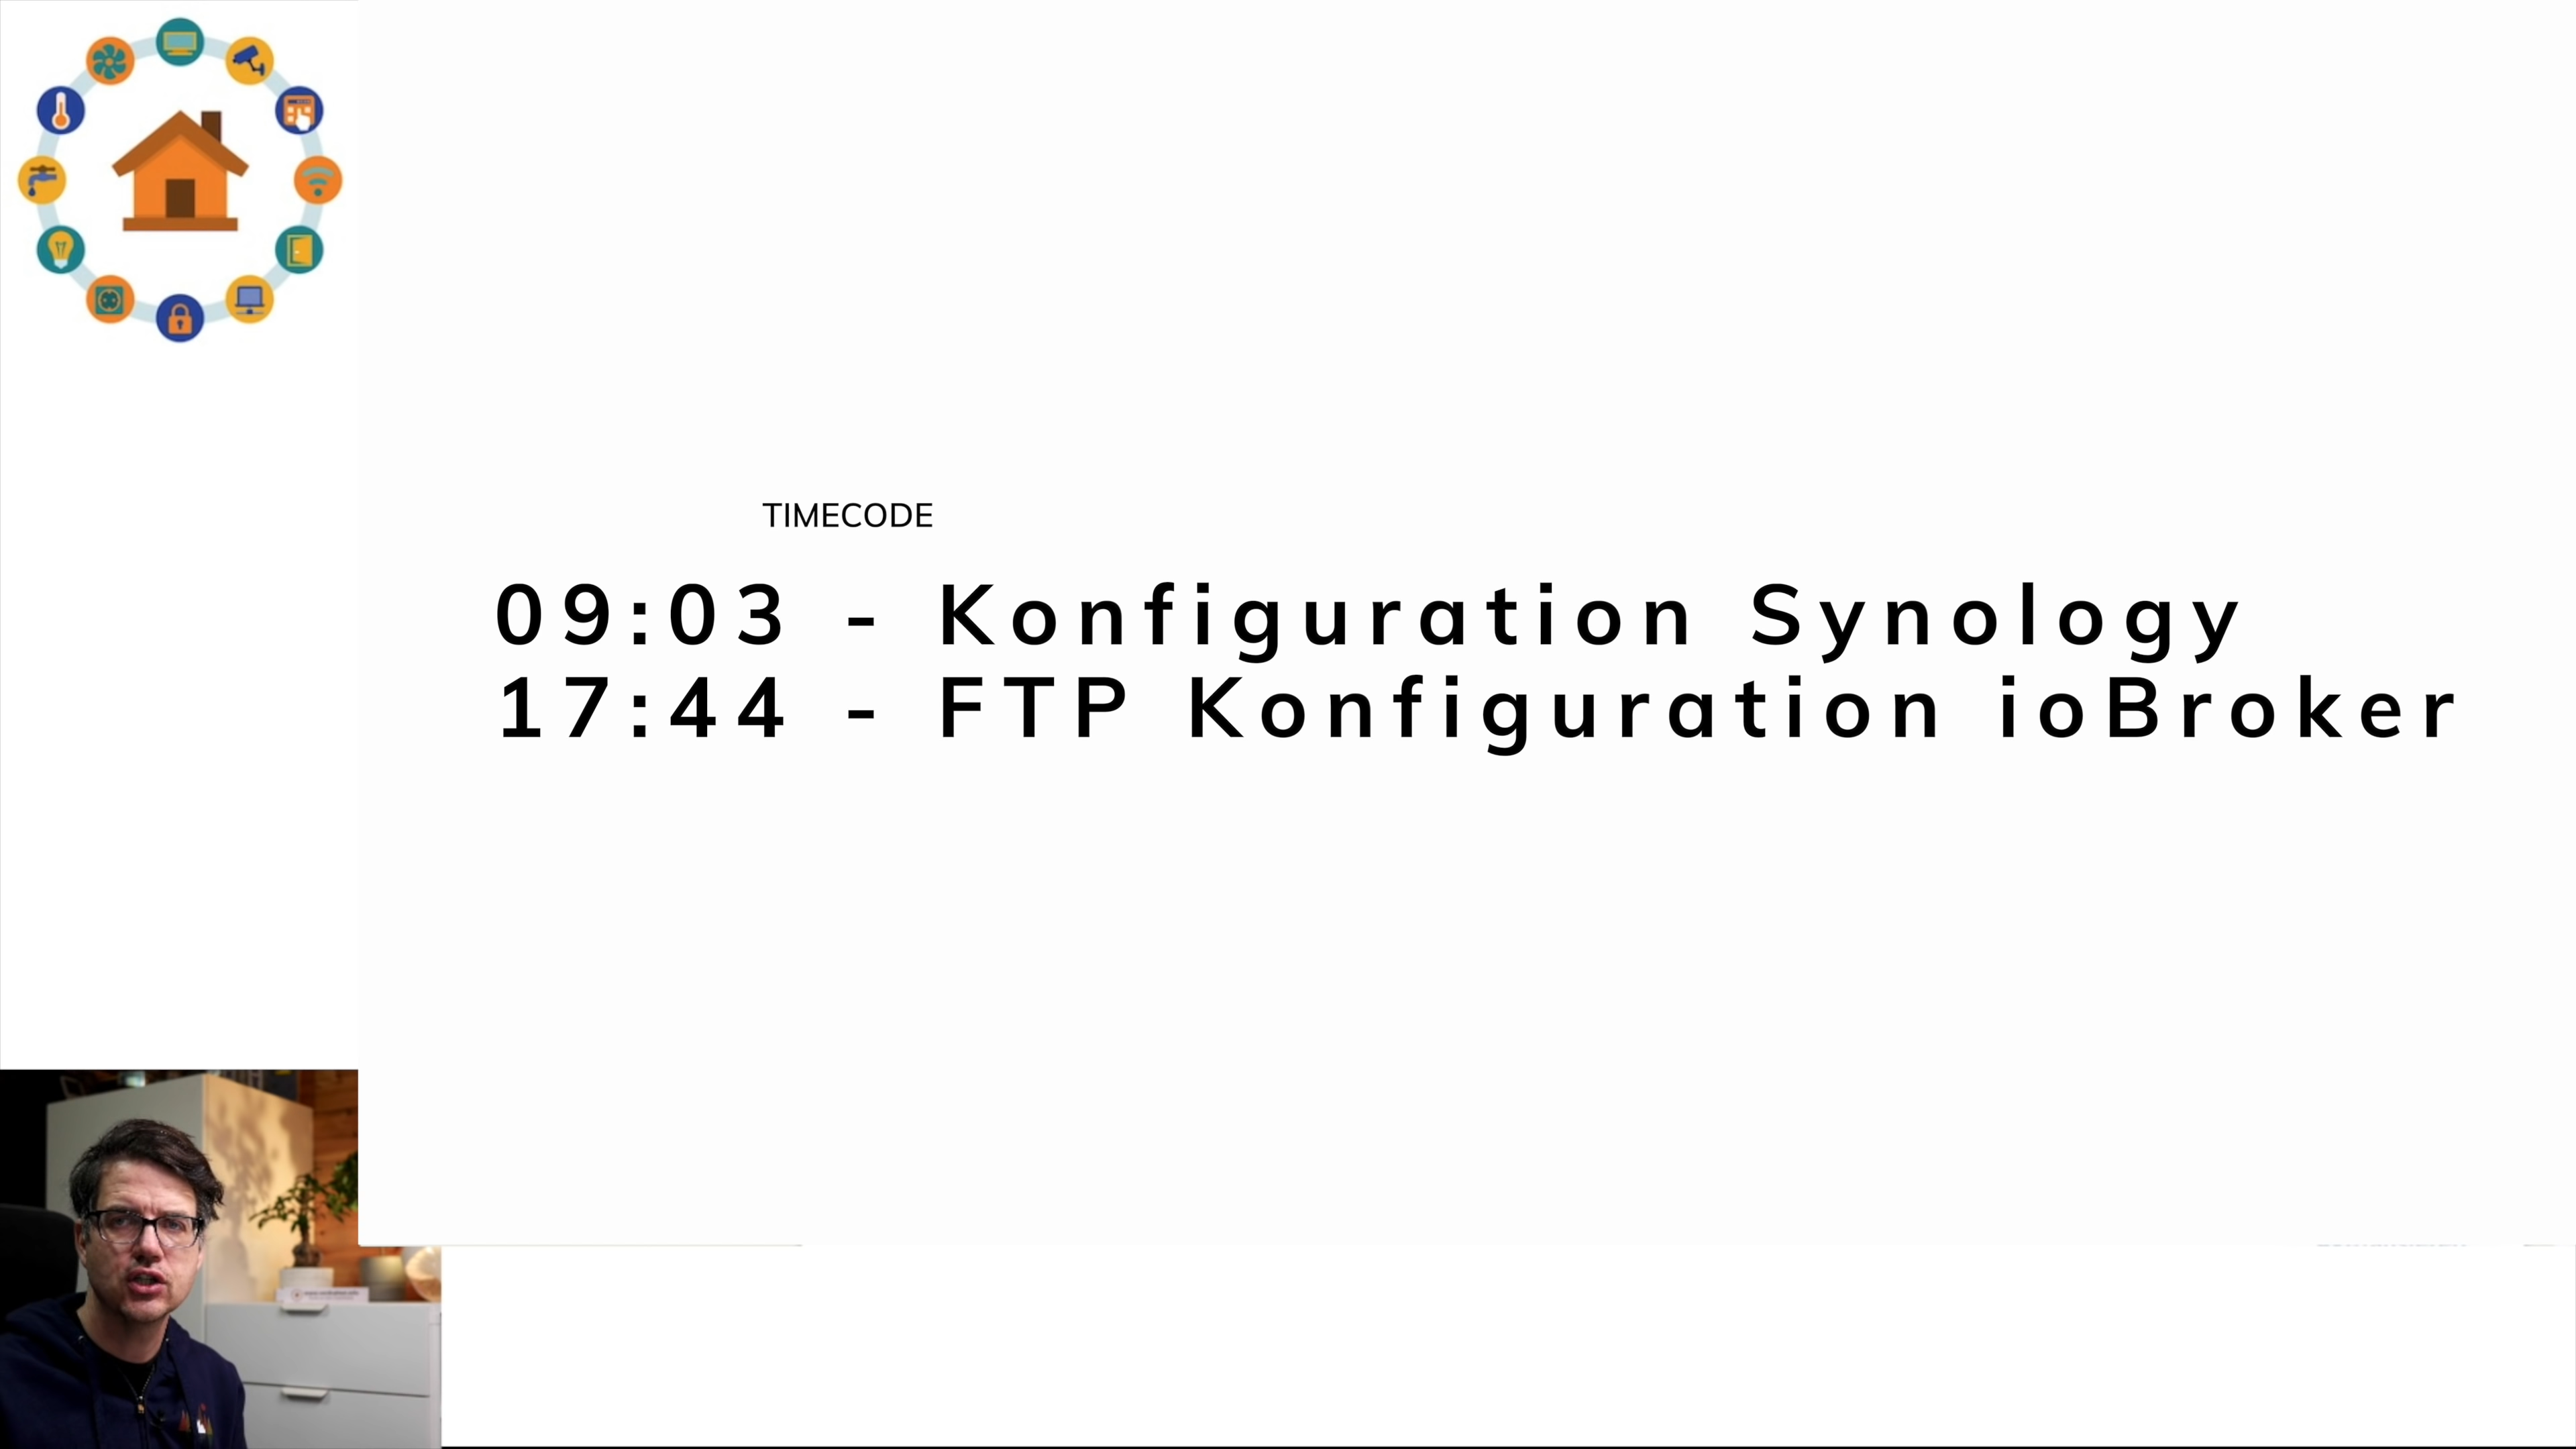 TIMECODE
09:03 - Konfiguration Synology
17:44 - FTP Konfiguration ioBroker